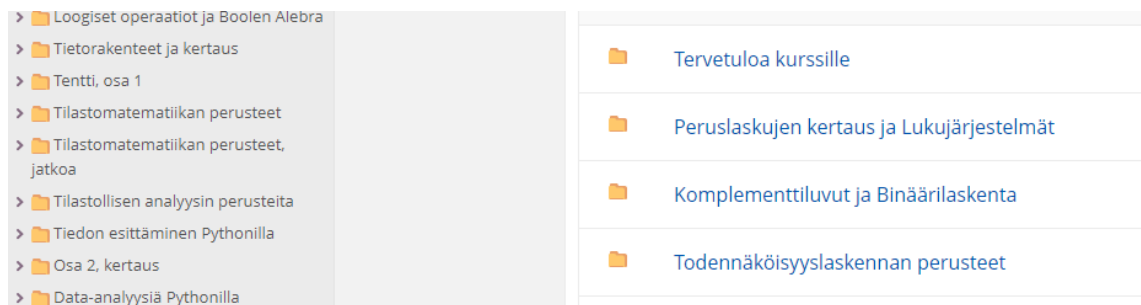 Loogiset operaatiot ja Boolen Alebra
Tietorakenteet ja kertaus
Tentti, osa 1
Tilastomatematiikan perusteet
Tilastomatematiikan perusteet,
jatkoa
Tilastollisen analyysin perusteita
Tiedon esittäminen Pythonilla
Osa 2, kertaus
Data-analyysiä Pythonilla
Tervetuloa kurssille
Peruslaskujen kertaus ja Lukujärjestelmät
Komplementtiluvut ja Binäärilaskenta
Todennäköisyyslaskennan perusteet